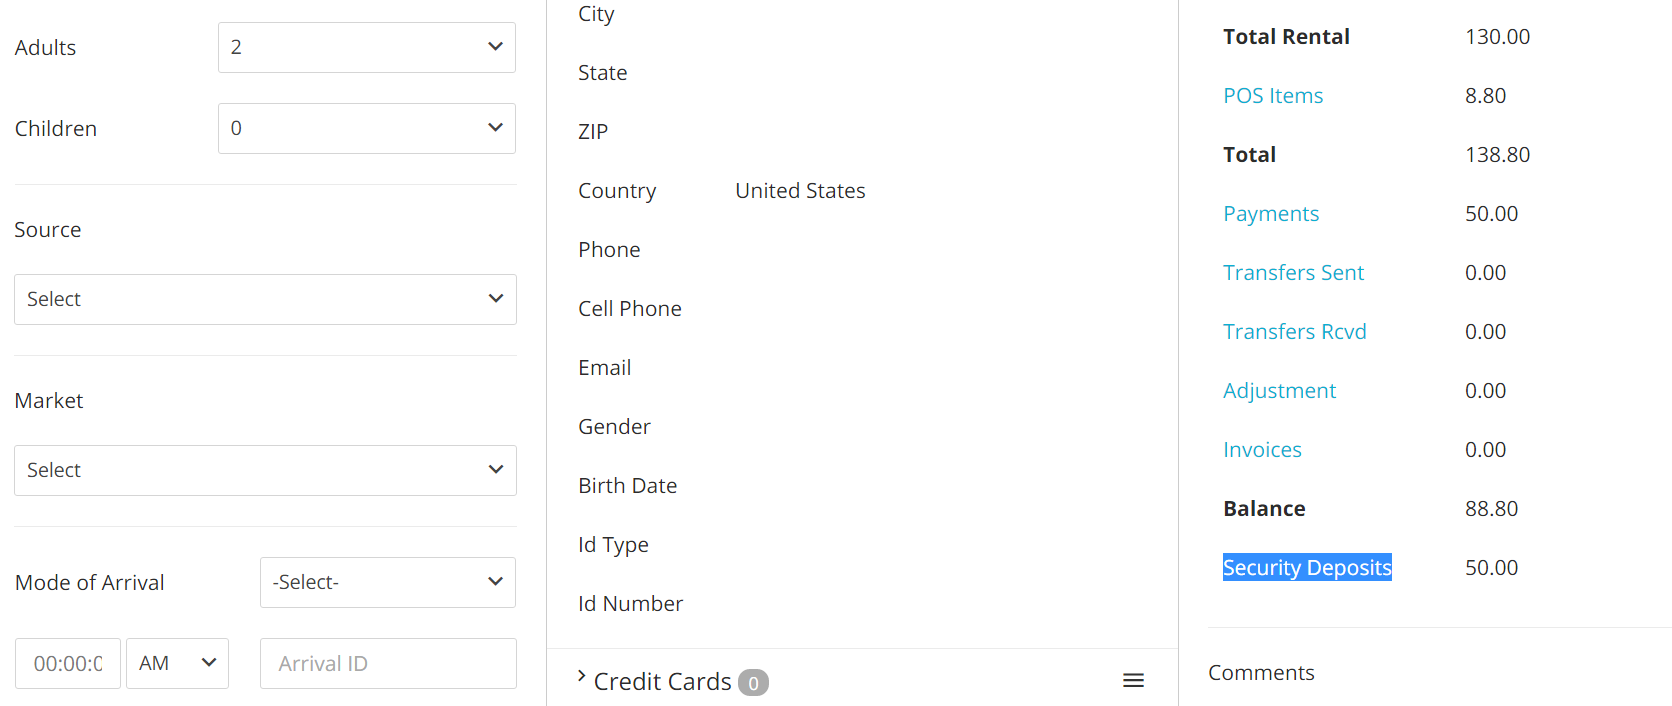 Adults 2
Children 0
Source
Select
Market
Select
Mode of Arrival -Select-
00:00:0 AM Arrival ID
City
State
ZIP
Country United States
Phone
Cell Phone
Email
Gender
Birth Date
Id Type
Id Number
Credit Cards 0
Total Rental 130.00
POS Items 8.80
Total 138.80
Payments 50.00
Transfers Sent 0.00
Transfers Rcvd 0.00
Adjustment 0.00
Invoices 0.00
Balance 88.80
Security Deposits 50.00
Comments